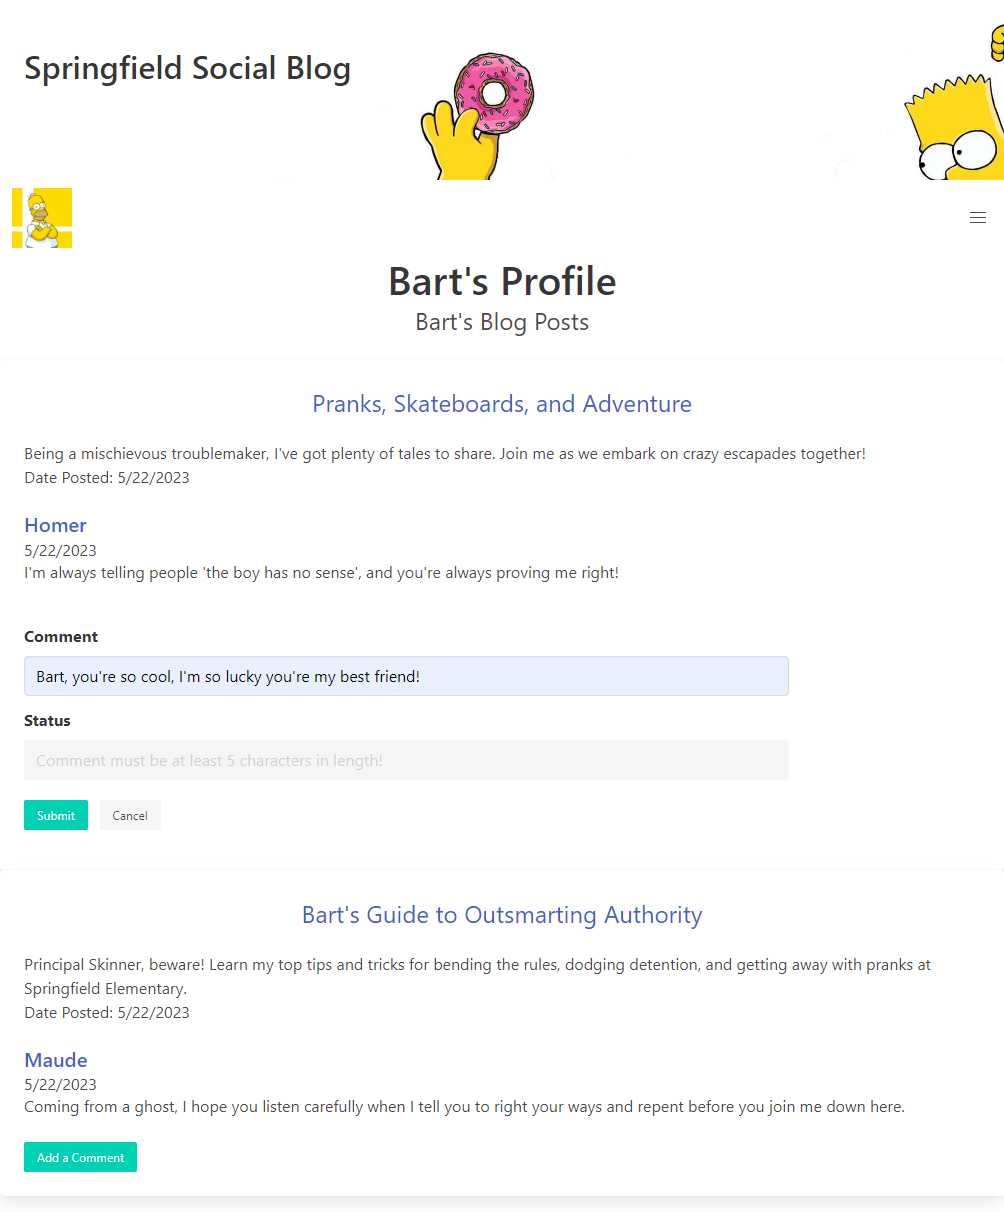 Springfield Social Blog
Bart's Profile
Bart's Blog Posts
Pranks, Skateboards, and Adventure
Being a mischievous troublemaker, I've got plenty of tales to share. Join me as we embark on crazy escapades together!
Date Posted: 5/22/2023
Homer
5/22/2023
I'm always telling people 'the boy has no sense', and you're always proving me right!
Comment
Bart, you're so cool, I'm so lucky you're my best friend!
Status
Comment must be at least 5 characters in length!
Submit Cancel
Bart's Guide to Outsmarting Authority
Principal Skinner, beware! Learn my top tips and tricks for bending the rules, dodging detention, and getting away with pranks at
Springfield Elementary.
Date Posted: 5/22/2023
Maude
5/22/2023
Coming from a ghost, I hope you listen carefully when I tell you to right your ways and repent before you join me down here.
Add a Comment